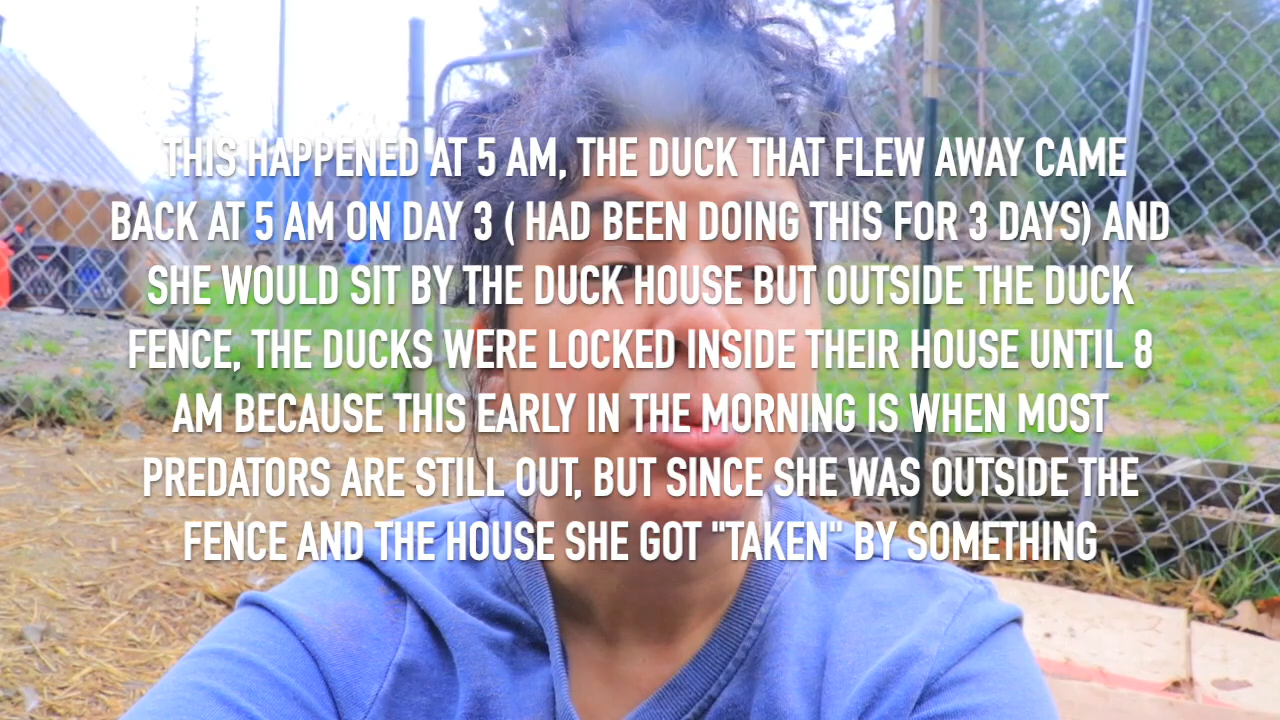 THIS HAPPENED AT 5 AM, THE DUCK THAT FLEW AWAY CAME
BACK AT 5 AM ON DAY 3 ( HAD BEEN DOING THIS FOR 3 DAYS) AND
SHE WOULD SIT BY THE DUCK HOUSE BUT OUTSIDE THE DUCK
FENCE, THE DUCKS WERE LOCKED INSIDE THEIR HOUSE UNTIL 8
AM BECAUSE THIS EARLY IN THE MORNING IS WHEN MOST
PREDATORS ARE STILL OUT, BUT SINCE SHE WAS OUTSIDE THE
FENCE AND THE HOUSE SHE GOT "TAKEN" BY SOMETHING